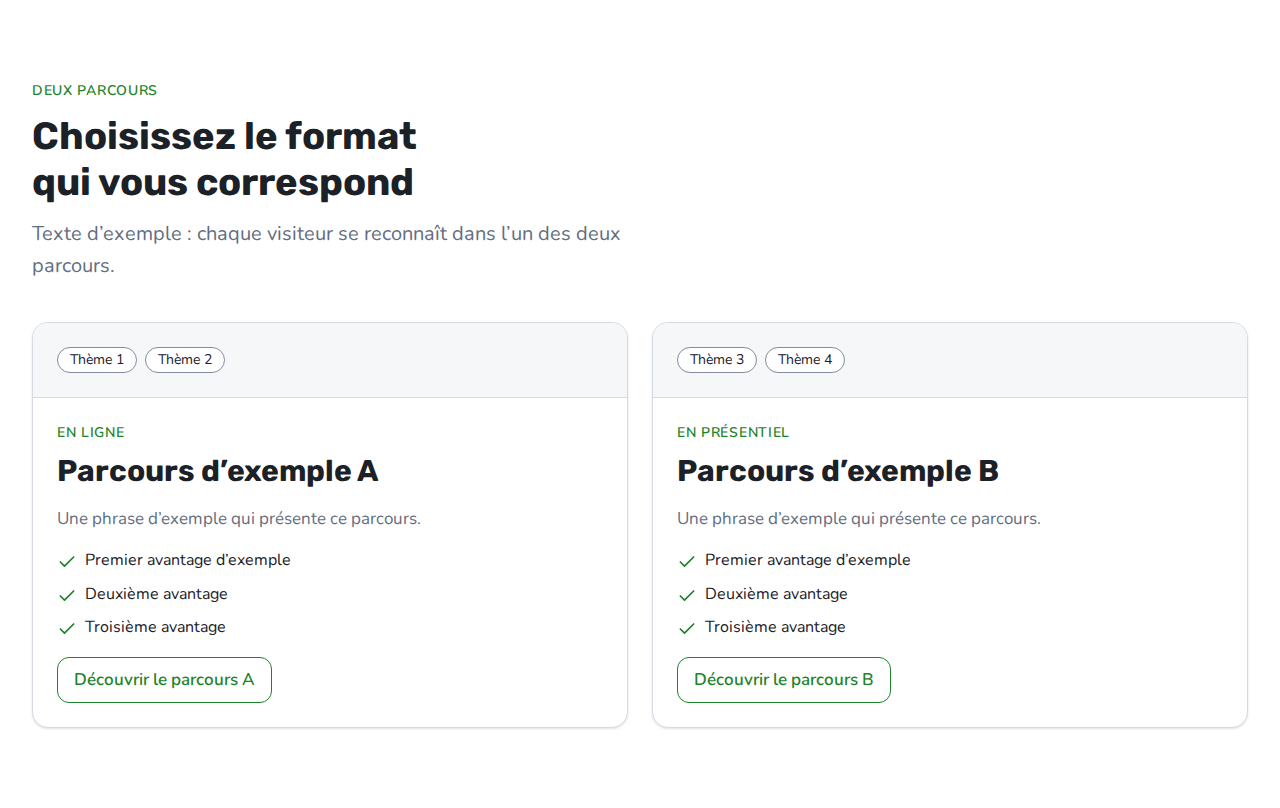 DEUX PARCOURS
Choisissez le format
qui vous correspond
Texte d’exemple : chaque visiteur se reconnaît dans l’un des deux
parcours.
Thème 1 Thème 2
EN LIGNE
Parcours d’exemple A
Une phrase d’exemple qui présente ce parcours.
Premier avantage d’exemple
Deuxième avantage
Troisième avantage
Découvrir le parcours A
Thème 3 Thème 4
EN PRÉSENTIEL
Parcours d’exemple B
Une phrase d’exemple qui présente ce parcours.
Premier avantage d’exemple
Deuxième avantage
Troisième avantage
Découvrir le parcours B